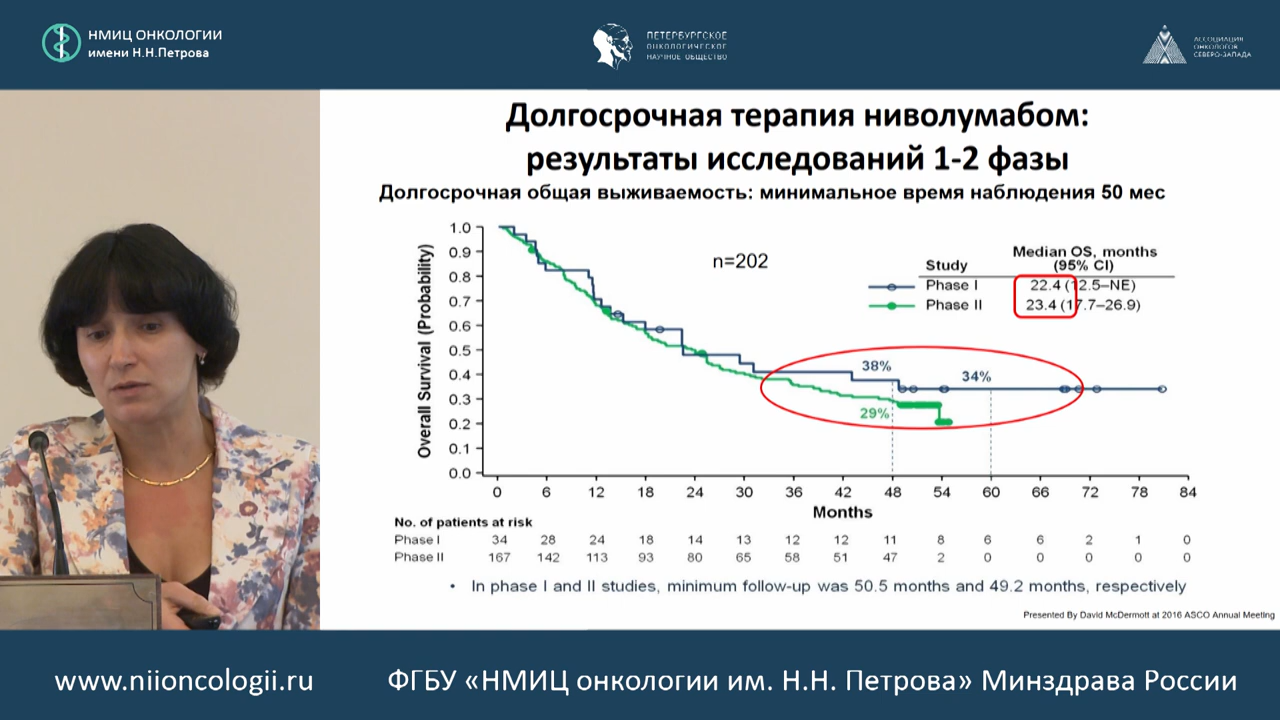 НМИЦ ОНКОЛОГИИ
имени Н.Н.Петрова
ПЕТЕРБУРГСКОЕ
ОНКОЛОГИЧЕСКОЕ
НАУЧНОЕ ОБЩЕСТВО
АССОЦИАЦИЯ
ОНКОЛОГОВ
СЕВЕРО-ЗАПАДА
Долгосрочная терапия ниволумабом:
результаты исследований 1-2 фазы
Долгосрочная общая выживаемость: минимальное время наблюдения 50 мес
Overall Survival (Probability)
1.0
0.9
0.8
0.7
0.6
0.5
0.4
0.3
0.2
0.1
0.0
n=202
Median OS, months
Study (95% CI)
Phase I 22.4 (12.5–NE)
Phase II 23.4 (17.7–26.9)
38%
34%
29%
0 6 12 18 24 30 36 42 48 54 60 66 72 78 84
Months
No. of patients at risk
Phase I 34 28 24 18 14 13 12 12 11 8 6 6 2 1 0
Phase II 167 142 113 93 80 65 58 51 47 2 0 0 0 0 0
• In phase I and II studies, minimum follow-up was 50.5 months and 49.2 months, respectively
Presented By David McDermott at 2016 ASCO Annual Meeting
www.niioncologii.ru
ФГБУ «НМИЦ онкологии им. Н.Н. Петрова» Минздрава России